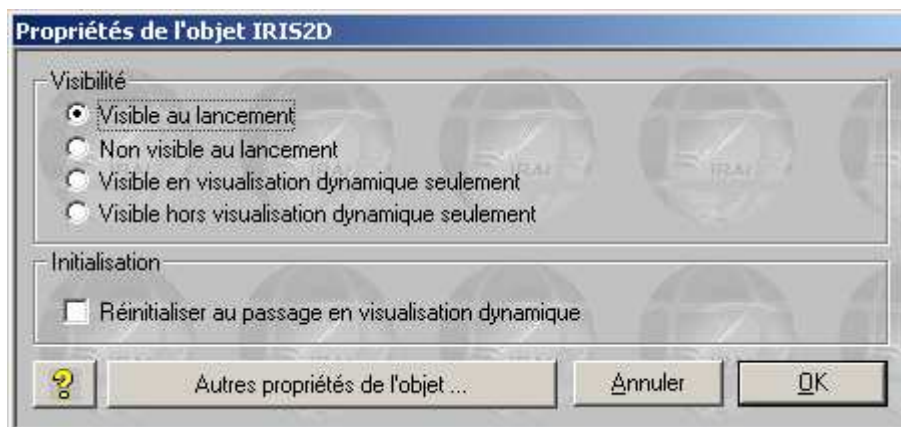 Propriétés de l'objet IRIS2D
Visibilité
Visible au lancement
Non visible au lancement
Visible en visualisation dynamique seulement
Visible hors visualisation dynamique seulement
Initialisation
Réinitialiser au passage en visualisation dynamique
Autres propriétés de l'objet ...
Annuler
OK